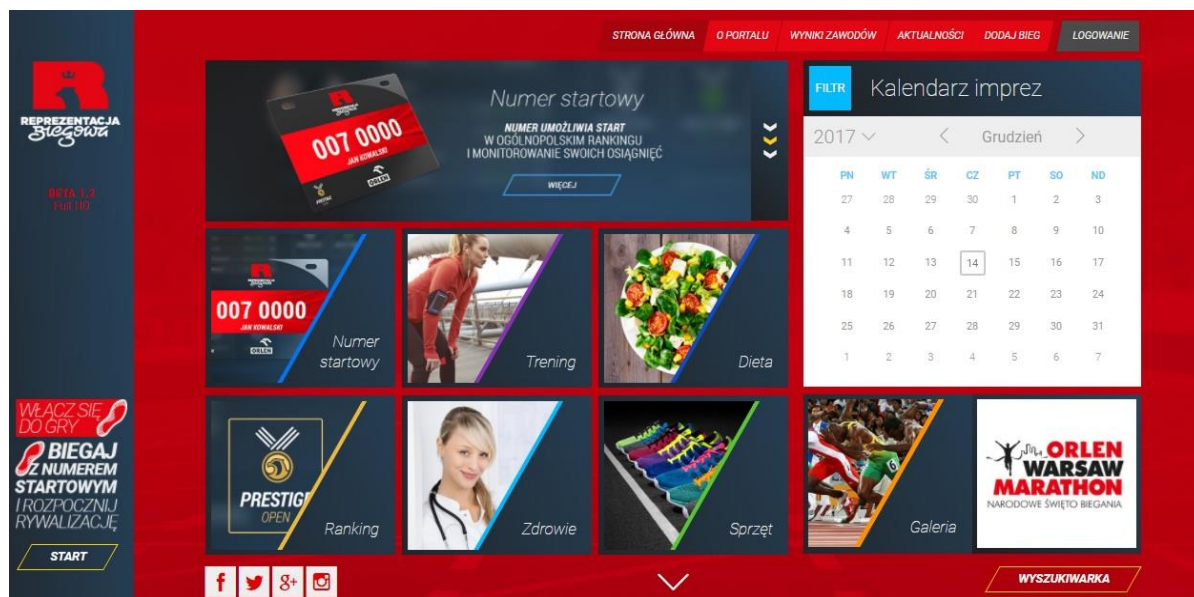 STRONA GŁÓWNA
O PORTALU
WYNIKI ZAWODÓW
AKTUALNOŚCI
DODAJ BIEG
LOGOWANIE
R
REPREZENTACJA
Biegowa
BETA 1.2
Full HD
WŁĄCZ SIĘ
DO GRY
BIEGAJ
Z NUMEREM
STARTOWYM
I ROZPOCZNIJ
RYWALIZACJĘ
START
007 0000
JAN KOWALSKI
ORLEN
Numer startowy
NUMER UMOŻLIWIA START
W OGÓLNOPOLSKIM RANKINGU
I MONITOROWANIE SWOICH OSIĄGNIĘĆ
WIĘCEJ
FILTR
Kalendarz imprez
2017
Grudzień
PN WT ŚR CZ PT SO ND
27 28 29 30 1 2 3
4 5 6 7 8 9 10
11 12 13 14 15 16 17
18 19 20 21 22 23 24
25 26 27 28 29 30 31
1 2 3 4 5 6 7
007 0000
JAN KOWALSKI
ORLEN
Numer
startowy
Trening
Dieta
PRESTIG
OPEN
Ranking
Zdrowie
Sprzęt
6
Galeria
ORLEN
WARSAW
MARATHON
NARODOWE ŚWIĘTO BIEGANIA
f
g+
WYSZUKIWARKA